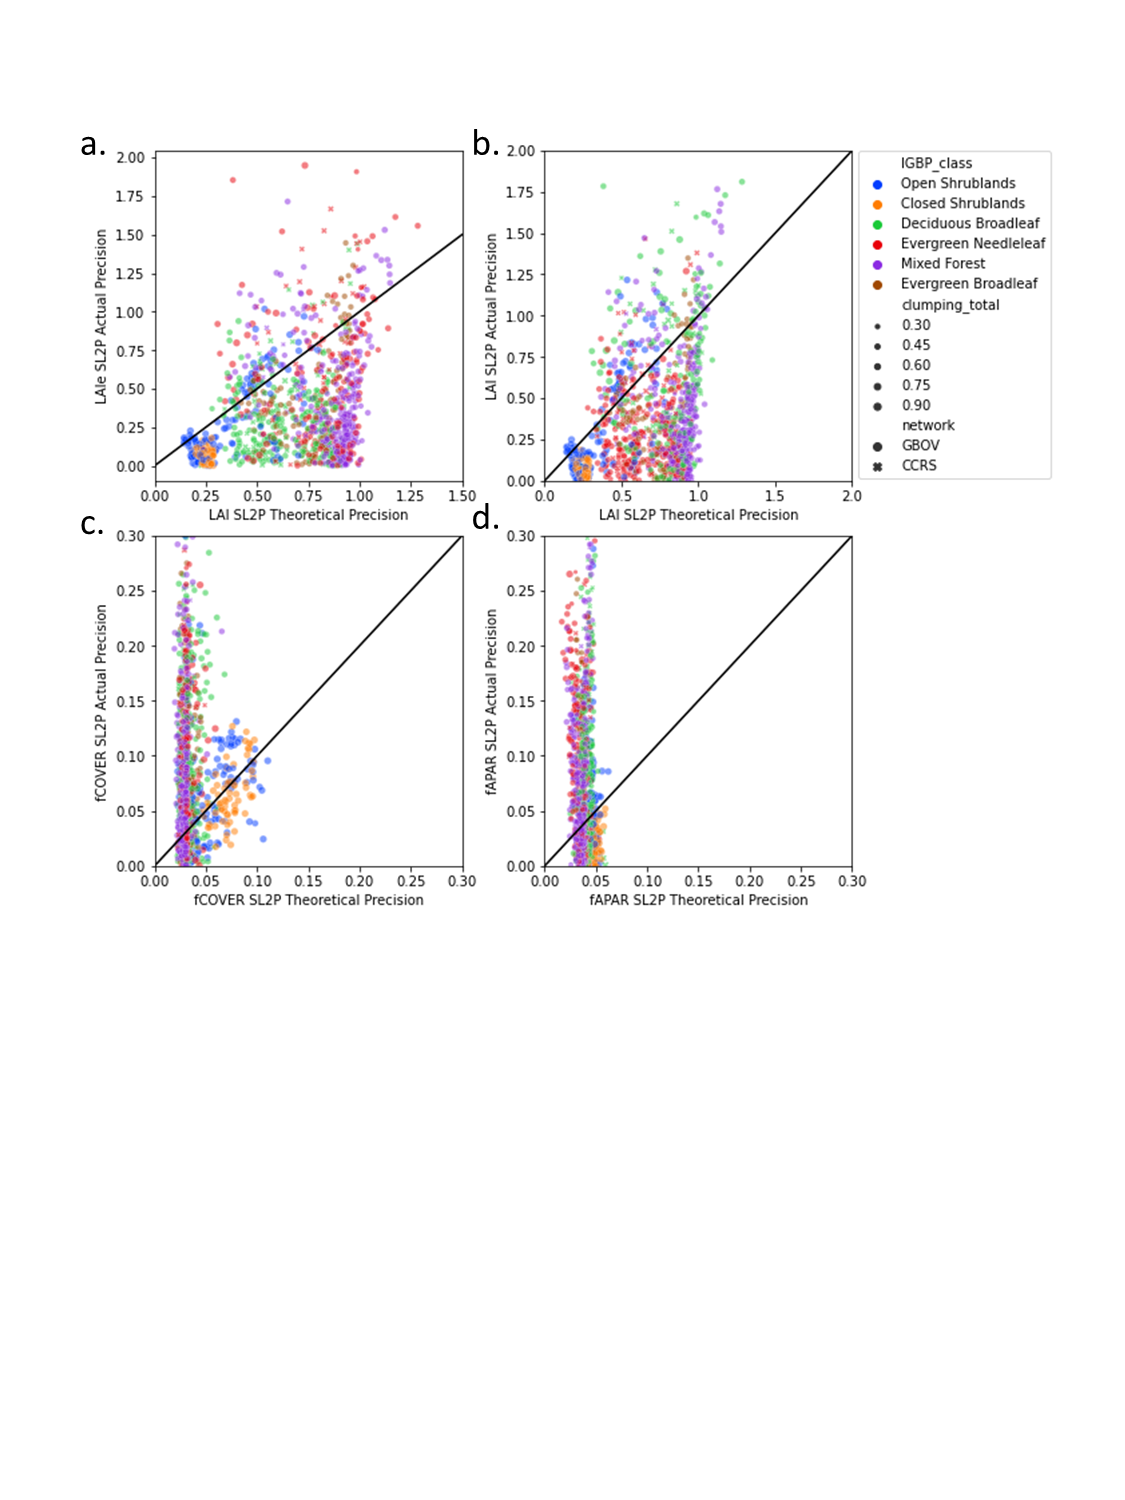 a.
2.00
1.75
1.50
1.25
1.00
0.75
0.50
0.25
0.00
LAIe SL2P Actual Precision
0.00 0.25 0.50 0.75 1.00 1.25 1.50
LAI SL2P Theoretical Precision
b.
2.00
1.75
1.50
1.25
1.00
0.75
0.50
0.25
0.00
LAI SL2P Actual Precision
0.0 0.5 1.0 1.5 2.0
LAI SL2P Theoretical Precision
IGBP_class
Open Shrublands
Closed Shrublands
Deciduous Broadleaf
Evergreen Needleleaf
Mixed Forest
Evergreen Broadleaf
clumping_total
0.30
0.45
0.60
0.75
0.90
network
GBOV
CCRS
c.
0.30
0.25
0.20
0.15
0.10
0.05
0.00
fCOVER SL2P Actual Precision
0.00 0.05 0.10 0.15 0.20 0.25 0.30
fCOVER SL2P Theoretical Precision
d.
0.30
0.25
0.20
0.15
0.10
0.05
0.00
fAPAR SL2P Actual Precision
0.00 0.05 0.10 0.15 0.20 0.25 0.30
fAPAR SL2P Theoretical Precision